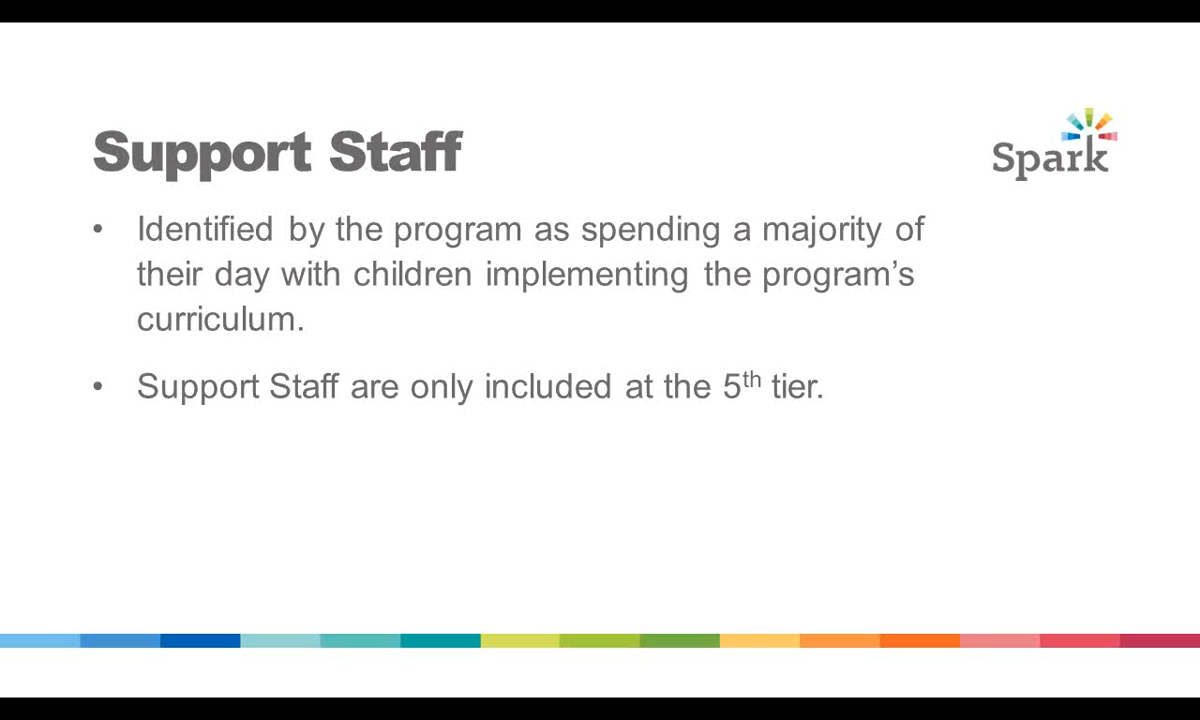 Support Staff
Spark
• Identified by the program as spending a majority of
their day with children implementing the program’s
curriculum.
• Support Staff are only included at the 5th tier.